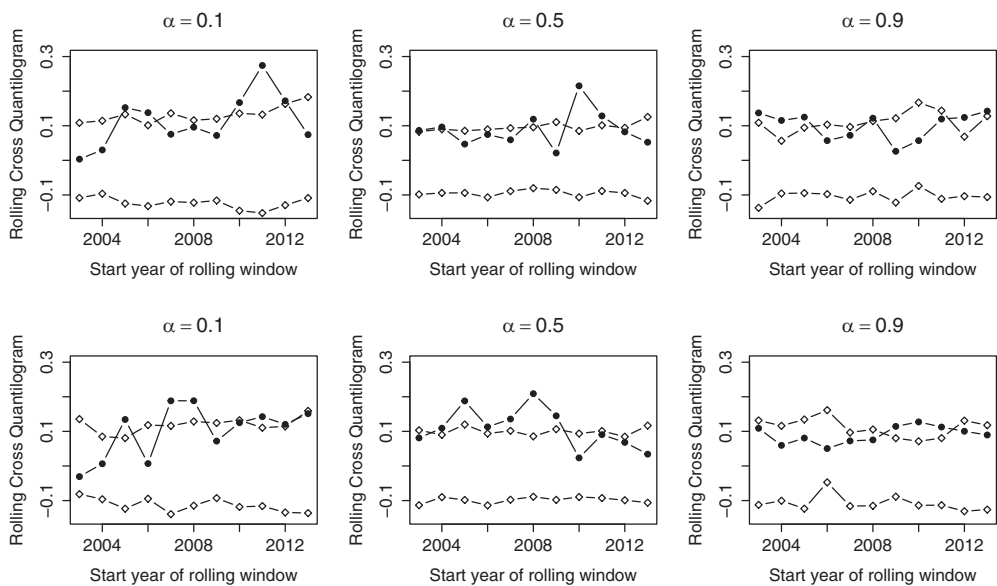 α = 0.1
Rolling Cross Quantilogram
0.3
0.1
−0.1
2004 2008 2012
Start year of rolling window
α = 0.5
Rolling Cross Quantilogram
0.3
0.1
−0.1
2004 2008 2012
Start year of rolling window
α = 0.9
Rolling Cross Quantilogram
0.3
0.1
−0.1
2004 2008 2012
Start year of rolling window
α = 0.1
Rolling Cross Quantilogram
0.3
0.1
−0.1
2004 2008 2012
Start year of rolling window
α = 0.5
Rolling Cross Quantilogram
0.3
0.1
−0.1
2004 2008 2012
Start year of rolling window
α = 0.9
Rolling Cross Quantilogram
0.3
0.1
−0.1
2004 2008 2012
Start year of rolling window